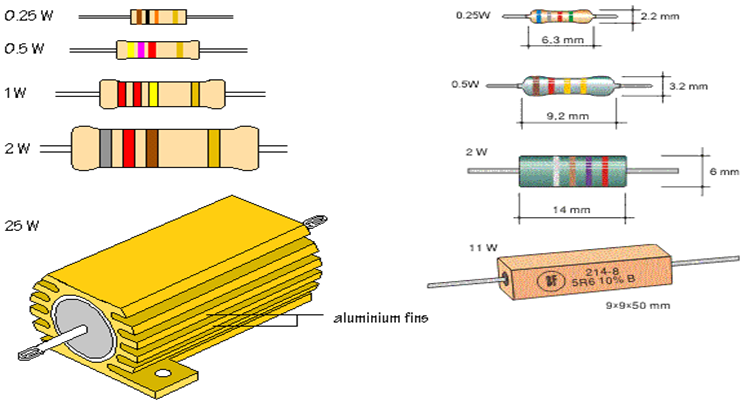 0.25 W
0.5 W
1 W
2 W
25 W
aluminium fins
0.25W
2.2 mm
6.3 mm
0.5W
3.2 mm
9.2 mm
2 W
6 mm
14 mm
11 W
BF
214-8
5R6 10% B
9×9×50 mm